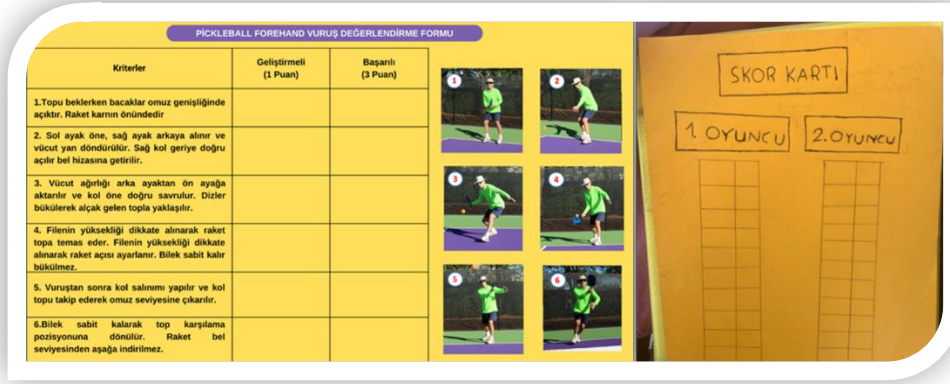 PİCKLEBALL FOREHAND VURUŞ DEĞERLENDİRME FORMU
Kriterler
Geliştirmeli
(1 Puan)
Başarılı
(3 Puan)
1.Topu beklerken bacaklar omuz genişliğinde
açıktır. Raket karnın önündedir
2. Sol ayak öne, sağ ayak arkaya alınır ve
vücut yan döndürülür. Sağ kol geriye doğru
açılır bel hizasına getirilir.
3. Vücut ağırlığı arka ayaktan ön ayağa
aktarılır ve kol öne doğru savrulur. Dizler
bükülerek alçak gelen topla yaklaşılır.
4. Filenin yüksekliği dikkate alınarak raket
topa temas eder. Filenin yüksekliği dikkate
alınarak raket açısı ayarlanır. Bilek sabit kalır
bükülmez.
5. Vuruştan sonra kol salınımı yapılır ve kol
topu takip ederek omuz seviyesine çıkarılır.
6.Bilek sabit kalarak top karşılama
pozisyonuna dönülür. Raket bel
seviyesinden aşağa indirilmez.
1
2
3
4
5
6
SKOR KARTI
1. OYUNCU
2. OYUNCU